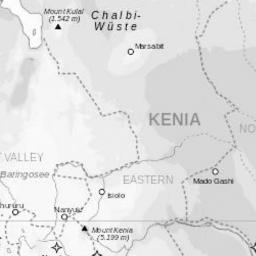 Mount Kulal
(1.542 m)
Chalbi-
Wüste
Marsabit
KENIA
NO
T VALLEY
Baringosee
EASTERN
Mado Gashi
Isiolo
hururu
Nanyuki
Mount Kenia
(5.199 m)